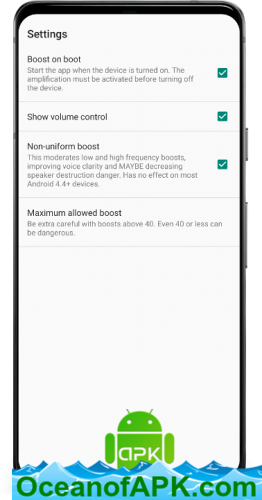 Settings
Boost on boot
Start the app when the device is turned on. The
amplification must be activated before turning off
the device.
Show volume control
Non-uniform boost
This moderates low and high frequency boosts,
improving voice clarity and MAYBE decreasing
speaker destruction danger. Has no effect on most
Android 4.4+ devices.
Maximum allowed boost
Be extra careful with boosts above 40. Even 40 or less can
be dangerous.
APK
OceanofAPK.com